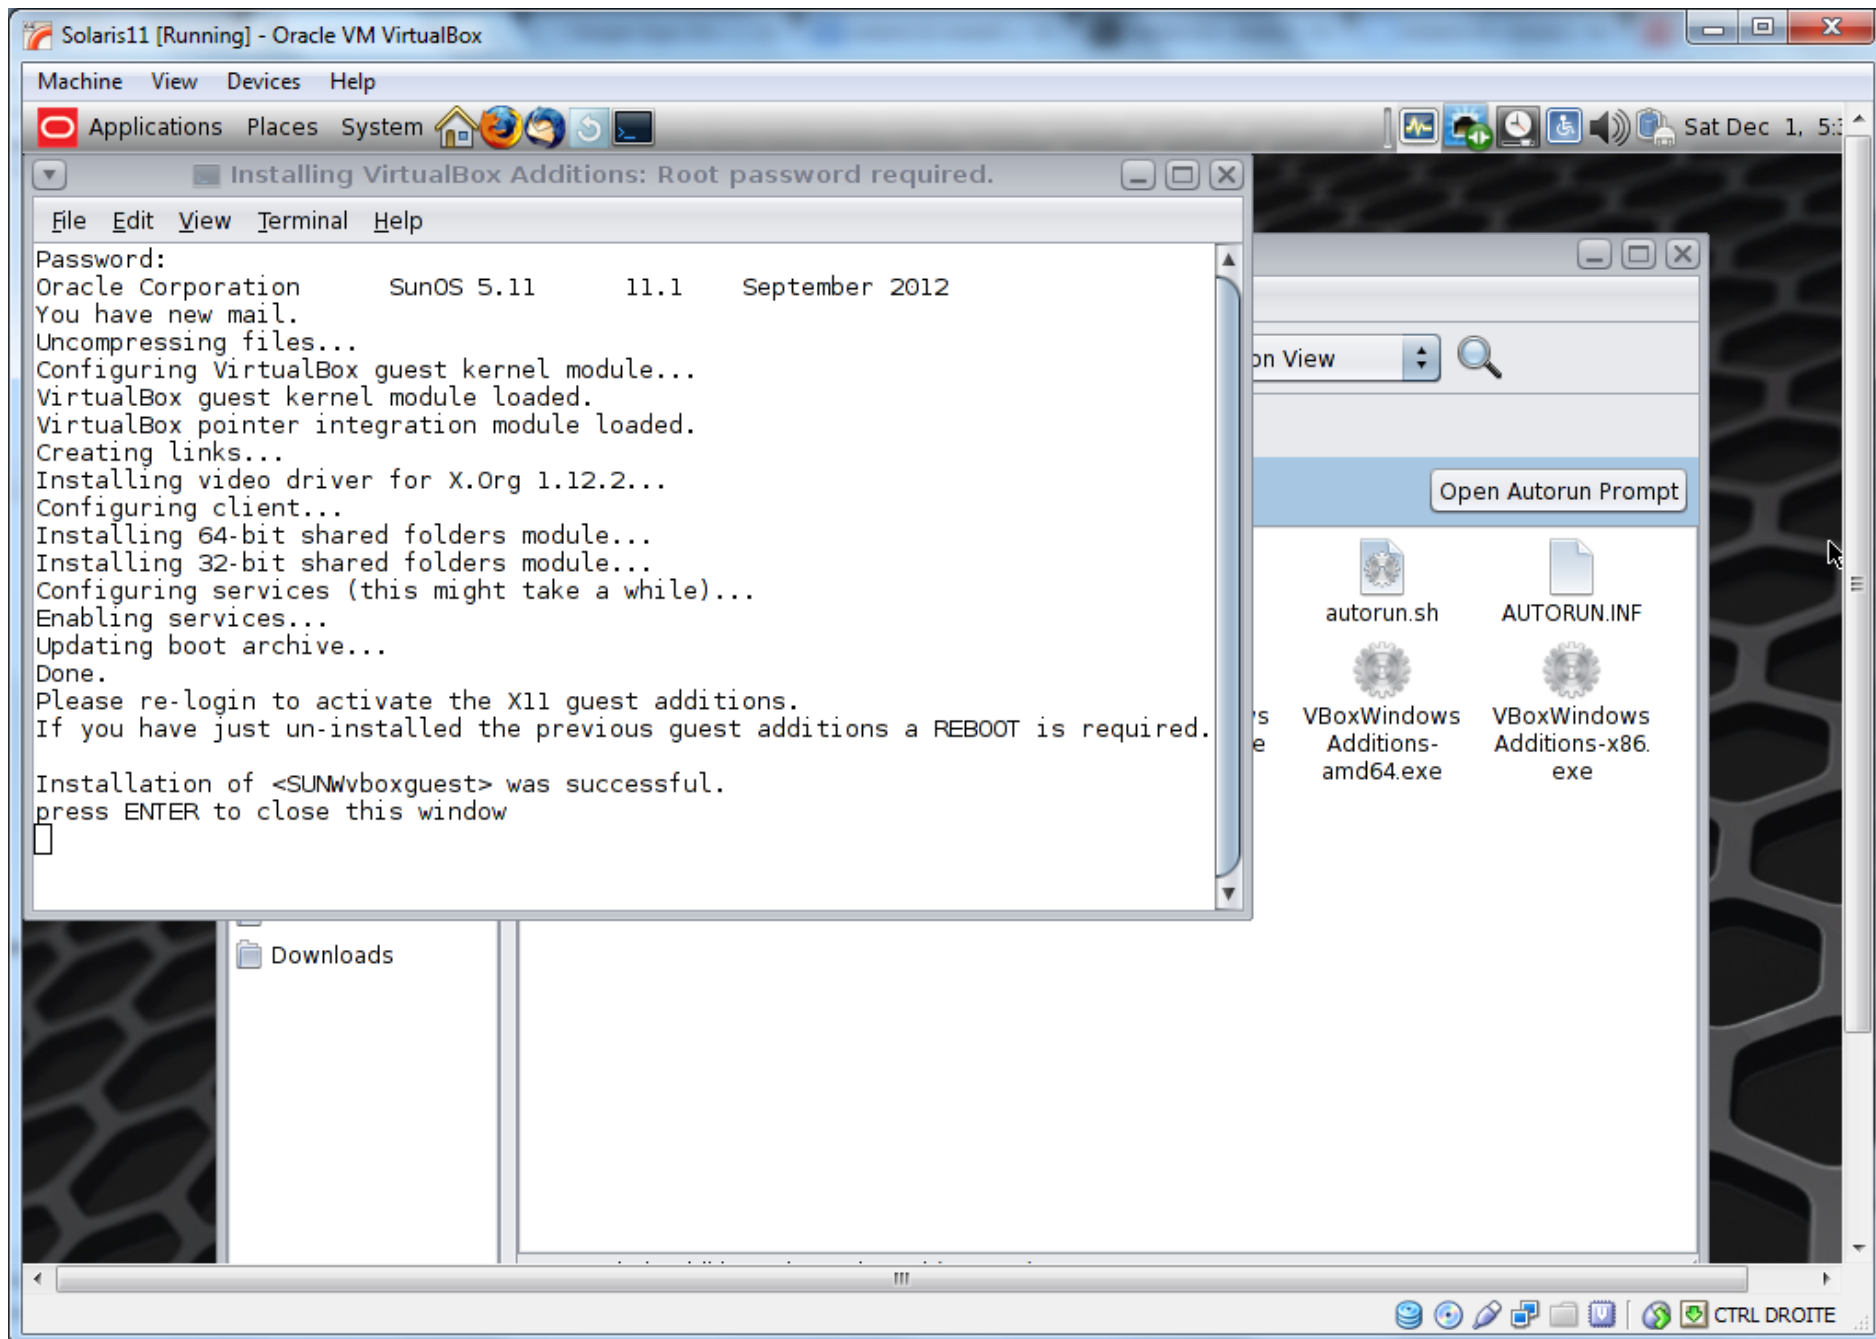 Solaris11 [Running] - Oracle VM VirtualBox
Machine View Devices Help
Applications Places System Sat Dec 1, 5:
Installing VirtualBox Additions: Root password required.
File Edit View Terminal Help
Password:
Oracle Corporation SunOS 5.11 11.1 September 2012
You have new mail.
Uncompressing files...
Configuring VirtualBox guest kernel module...
VirtualBox guest kernel module loaded.
VirtualBox pointer integration module loaded.
Creating links...
Installing video driver for X.Org 1.12.2...
Configuring client...
Installing 64-bit shared folders module...
Installing 32-bit shared folders module...
Configuring services (this might take a while)...
Enabling services...
Updating boot archive...
Done.
Please re-login to activate the X11 guest additions.
If you have just un-installed the previous guest additions a REBOOT is required.
Installation of <SUNWvboxguest> was successful.
press ENTER to close this window
on View
Open Autorun Prompt
autorun.sh AUTORUN.INF
VBoxWindows VBoxWindows
Additions- Additions-x86.
amd64.exe exe
Downloads
CTRL DROITE